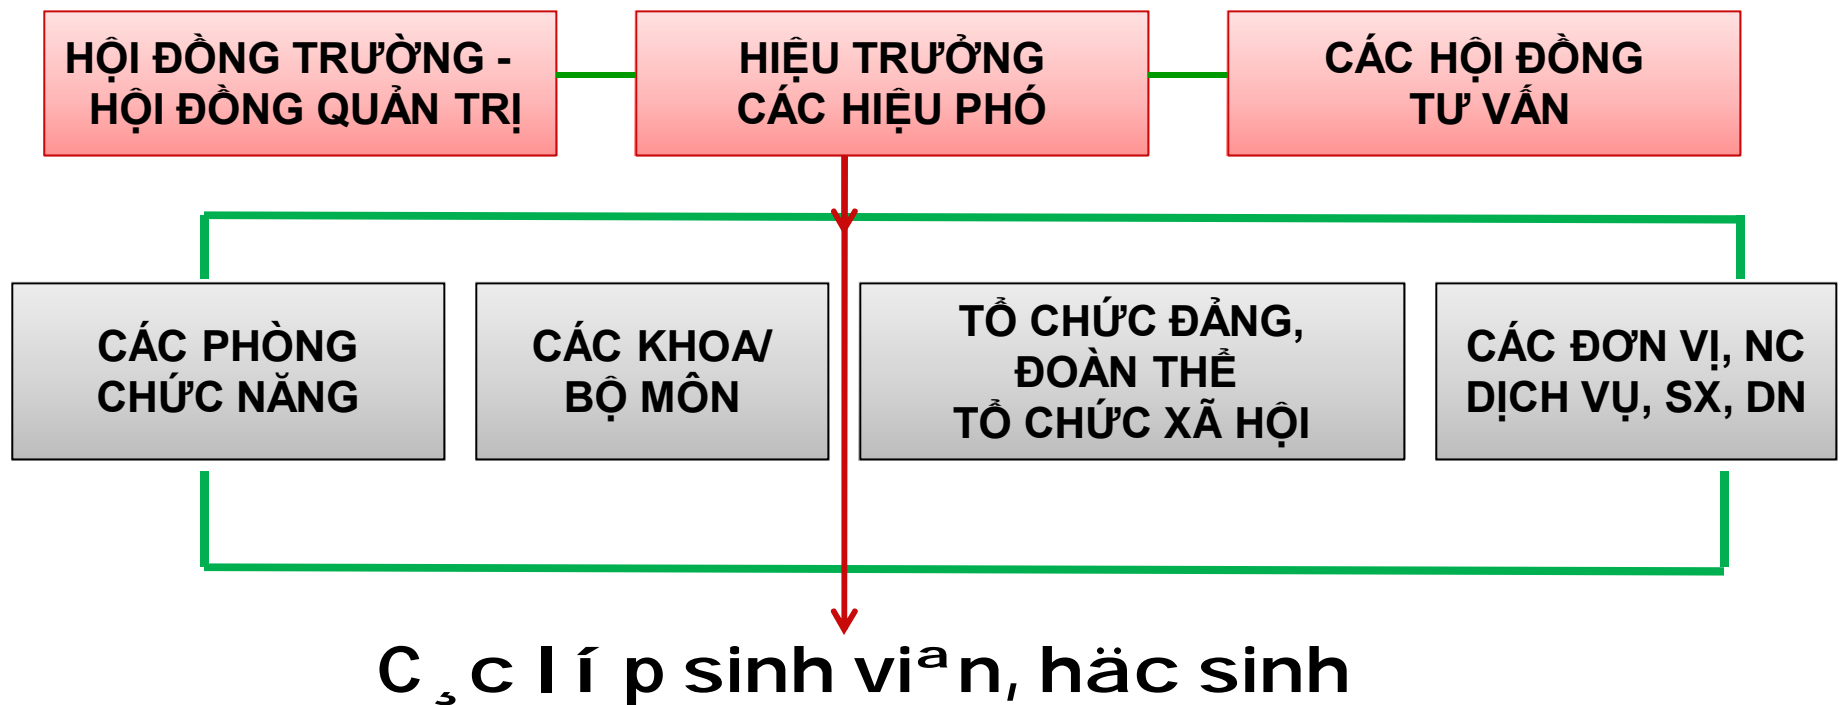 HỘI ĐỒNG TRƯỜNG -
HỘI ĐỒNG QUẢN TRỊ
HIỆU TRƯỞNG
CÁC HIỆU PHÓ
CÁC HỘI ĐỒNG
TƯ VẤN
CÁC PHÒNG
CHỨC NĂNG
CÁC KHOA/
BỘ MÔN
TỔ CHỨC ĐẢNG,
ĐOÀN THỂ
TỔ CHỨC XÃ HỘI
CÁC ĐƠN VỊ, NC
DỊCH VỤ, SX, DN
C¸c líp sinh viªn, häc sinh